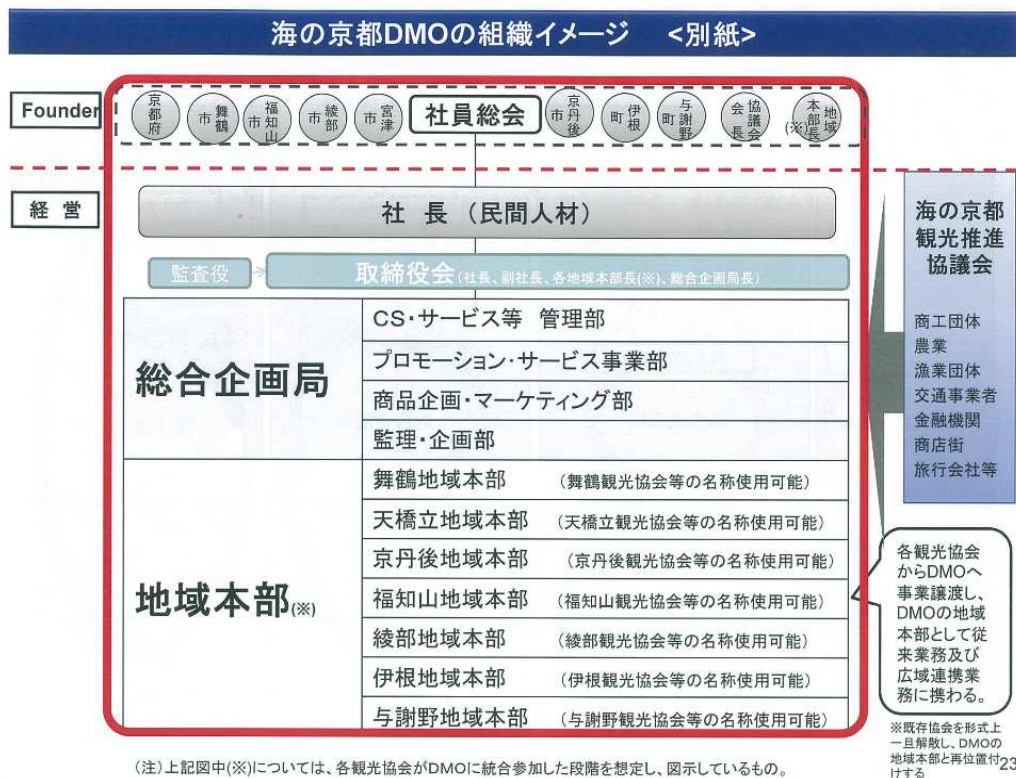 海の京都DMOの組織イメージ <別紙>
Founder
京都府
舞鶴市
福知山市
綾部市
宮津市
社員総会
京丹後市
伊根町
与謝野町
協議会会長
地域本部長
(※)
経 営
社 長 (民間人材)
監査役
取締役会(社長、副社長、各地域本部長(※)、総合企画局長)
総合企画局
CS・サービス等 管理部
プロモーション・サービス事業部
商品企画・マーケティング部
監理・企画部
地域本部(※)
舞鶴地域本部 (舞鶴観光協会等の名称使用可能)
天橋立地域本部 (天橋立観光協会等の名称使用可能)
京丹後地域本部 (京丹後観光協会等の名称使用可能)
福知山地域本部 (福知山観光協会等の名称使用可能)
綾部地域本部 (綾部観光協会等の名称使用可能)
伊根地域本部 (伊根観光協会等の名称使用可能)
与謝野地域本部 (与謝野観光協会等の名称使用可能)
海の京都
観光推進
協議会
商工団体
農業
漁業団体
交通事業者
金融機関
商店街
旅行会社等
各観光協会
からDMOへ
事業譲渡し、
DMOの地域
本部として従
来業務及び
広域連携業
務に携わる。
※既存協会を形式上
一旦解散し、DMOの
地域本部と再位置付
けする
23
(注)上記図中(※)については、各観光協会がDMOに統合参加した段階を想定し、図示しているもの。